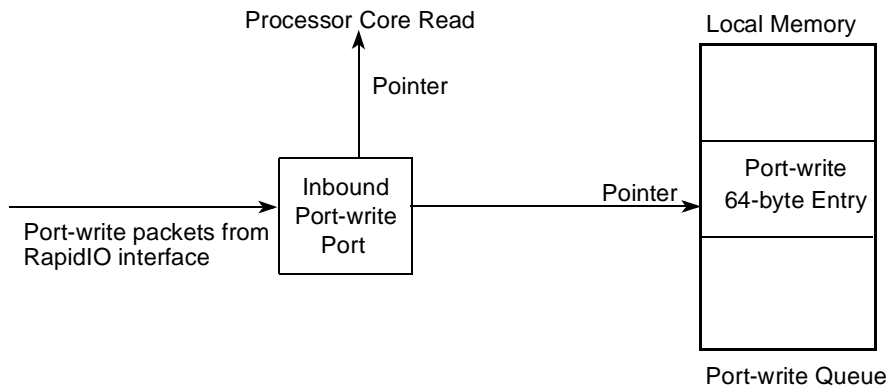 Processor Core Read
Local Memory
Pointer
Inbound
Port-write
Port
Pointer
Port-write
64-byte Entry
Port-write packets from
RapidIO interface
Port-write Queue